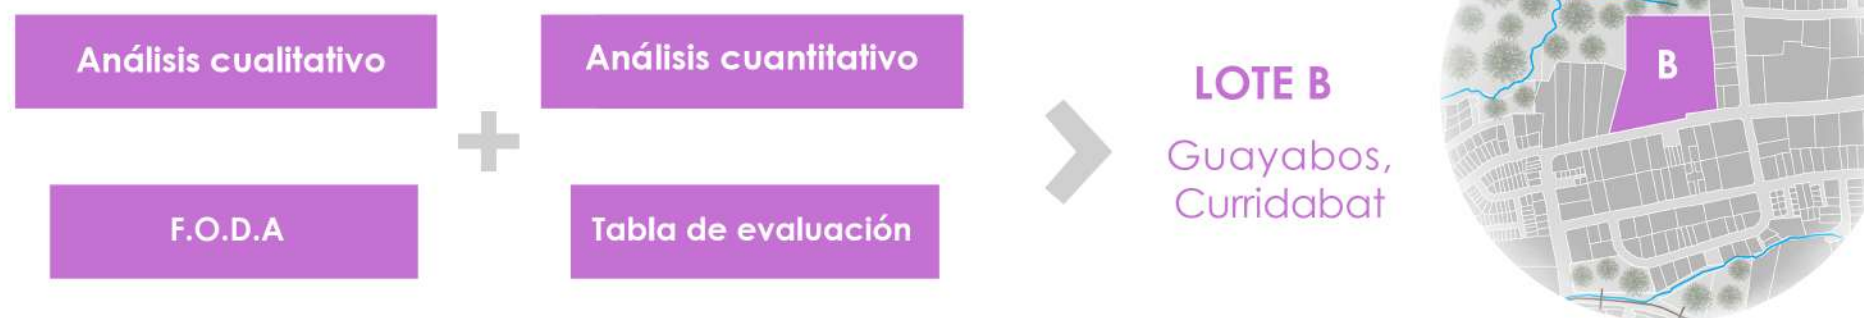 Análisis cualitativo
F.O.D.A
Análisis cuantitativo
Tabla de evaluación
LOTE B
Guayabos,
Curridabat
B